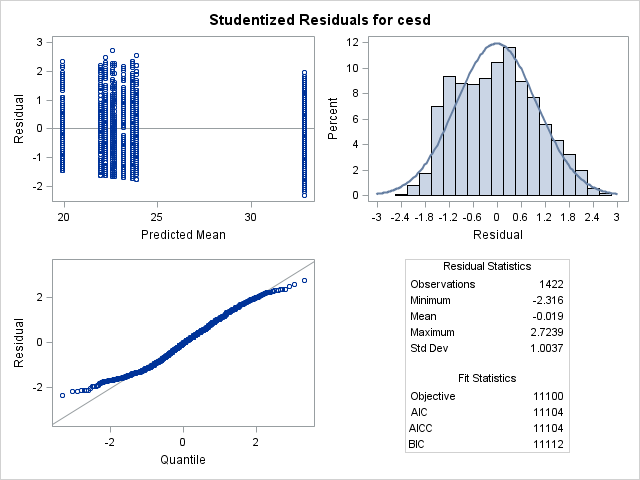 Studentized Residuals for cesd
3
2
1
0
-1
-2
Residual
20
25
30
Predicted Mean
12
10
8
6
4
2
0
Percent
-3 -2.4 -1.8 -1.2 -0.6 0 0.6 1.2 1.8 2.4 3
Residual
2
0
-2
Residual
-2 0 2
Quantile
Residual Statistics
Observations 1422
Minimum -2.316
Mean -0.019
Maximum 2.7239
Std Dev 1.0037
Fit Statistics
Objective 11100
AIC 11104
AICC 11104
BIC 11112